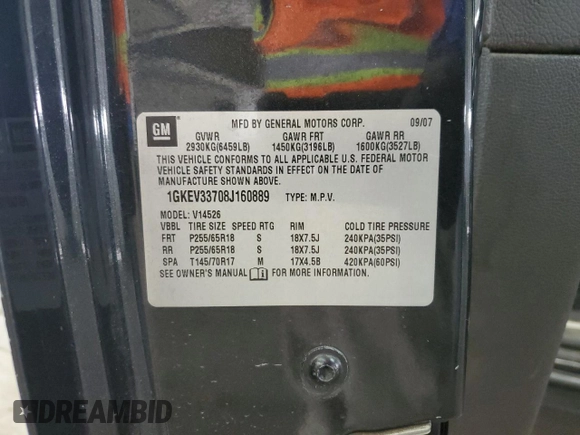 GM
MFD BY GENERAL MOTORS CORP. 09/07
GVWR GAWR FRT GAWR RR
2930KG(6459LB) 1450KG(3196LB) 1600KG(3527LB)
THIS VEHICLE CONFORMS TO ALL APPLICABLE U.S. FEDERAL MOTOR
VEHICLE SAFETY STANDARDS IN EFFECT ON THE DATE OF
MANUFACTURE SHOWN ABOVE.
1GKEV33708J160889 TYPE: M.P.V.
MODEL: V14526
VBBL TIRE SIZE SPEED RTG RIM COLD TIRE PRESSURE
FRT P255/65R18 S 18X7.5J 240KPA(35PSI)
RR P255/65R18 S 18X7.5J 240KPA(35PSI)
SPA T145/70R17 M 17X4.5B 420KPA(60PSI)
SEE OWNER'S MANUAL FOR MORE INFORMATION.
DREAMBID